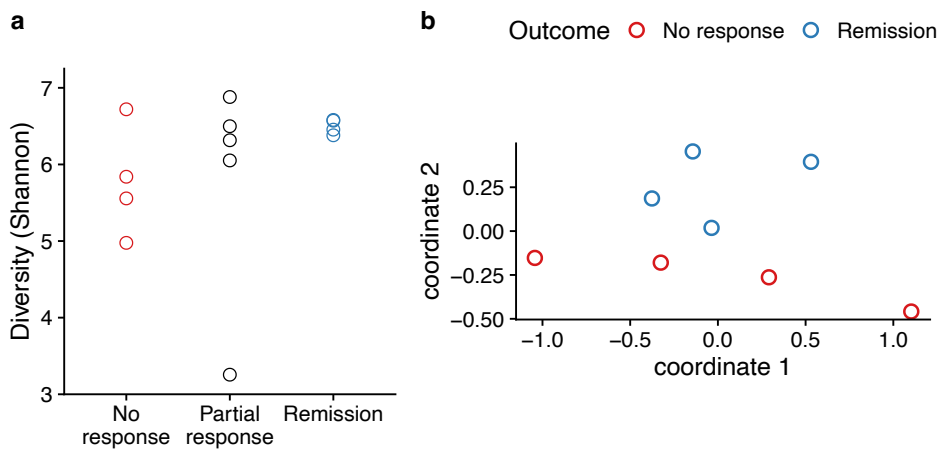 a
Diversity (Shannon)
7
6
5
4
3
No response
Partial response
Remission
b
Outcome No response Remission
coordinate 2
0.25
0.00
−0.25
−0.50
−1.0 −0.5 0.0 0.5 1.0
coordinate 1